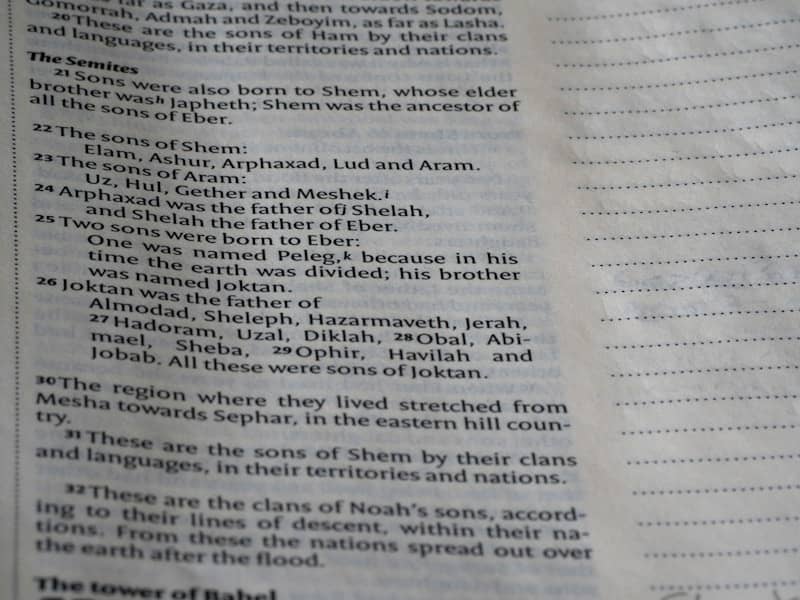 far as Gaza, and then towards Sodom,
Gomorrah, Admah and Zeboyim, as far as Lasha.
20 These are the sons of Ham by their clans
and languages, in their territories and nations.
The Semites
21 Sons were also born to Shem, whose elder
brother was h Japheth; Shem was the ancestor of
all the sons of Eber.
22 The sons of Shem:
Elam, Ashur, Arphaxad, Lud and Aram.
23 The sons of Aram:
Uz, Hul, Gether and Meshek. i
24 Arphaxad was the father of j Shelah,
and Shelah the father of Eber.
25 Two sons were born to Eber:
One was named Peleg, k because in his
time the earth was divided; his brother
was named Joktan.
26 Joktan was the father of
Almodad, Sheleph, Hazarmaveth, Jerah,
27 Hadoram, Uzal, Diklah, 28 Obal, Abi-
mael, Sheba, 29 Ophir, Havilah and
Jobab. All these were sons of Joktan.
30 The region where they lived stretched from
Mesha towards Sephar, in the eastern hill coun-
try.
31 These are the sons of Shem by their clans
and languages, in their territories and nations.
32 These are the clans of Noah's sons, accord-
ing to their lines of descent, within their na-
tions. From these the nations spread out over
the earth after the flood.
The tower of Babel